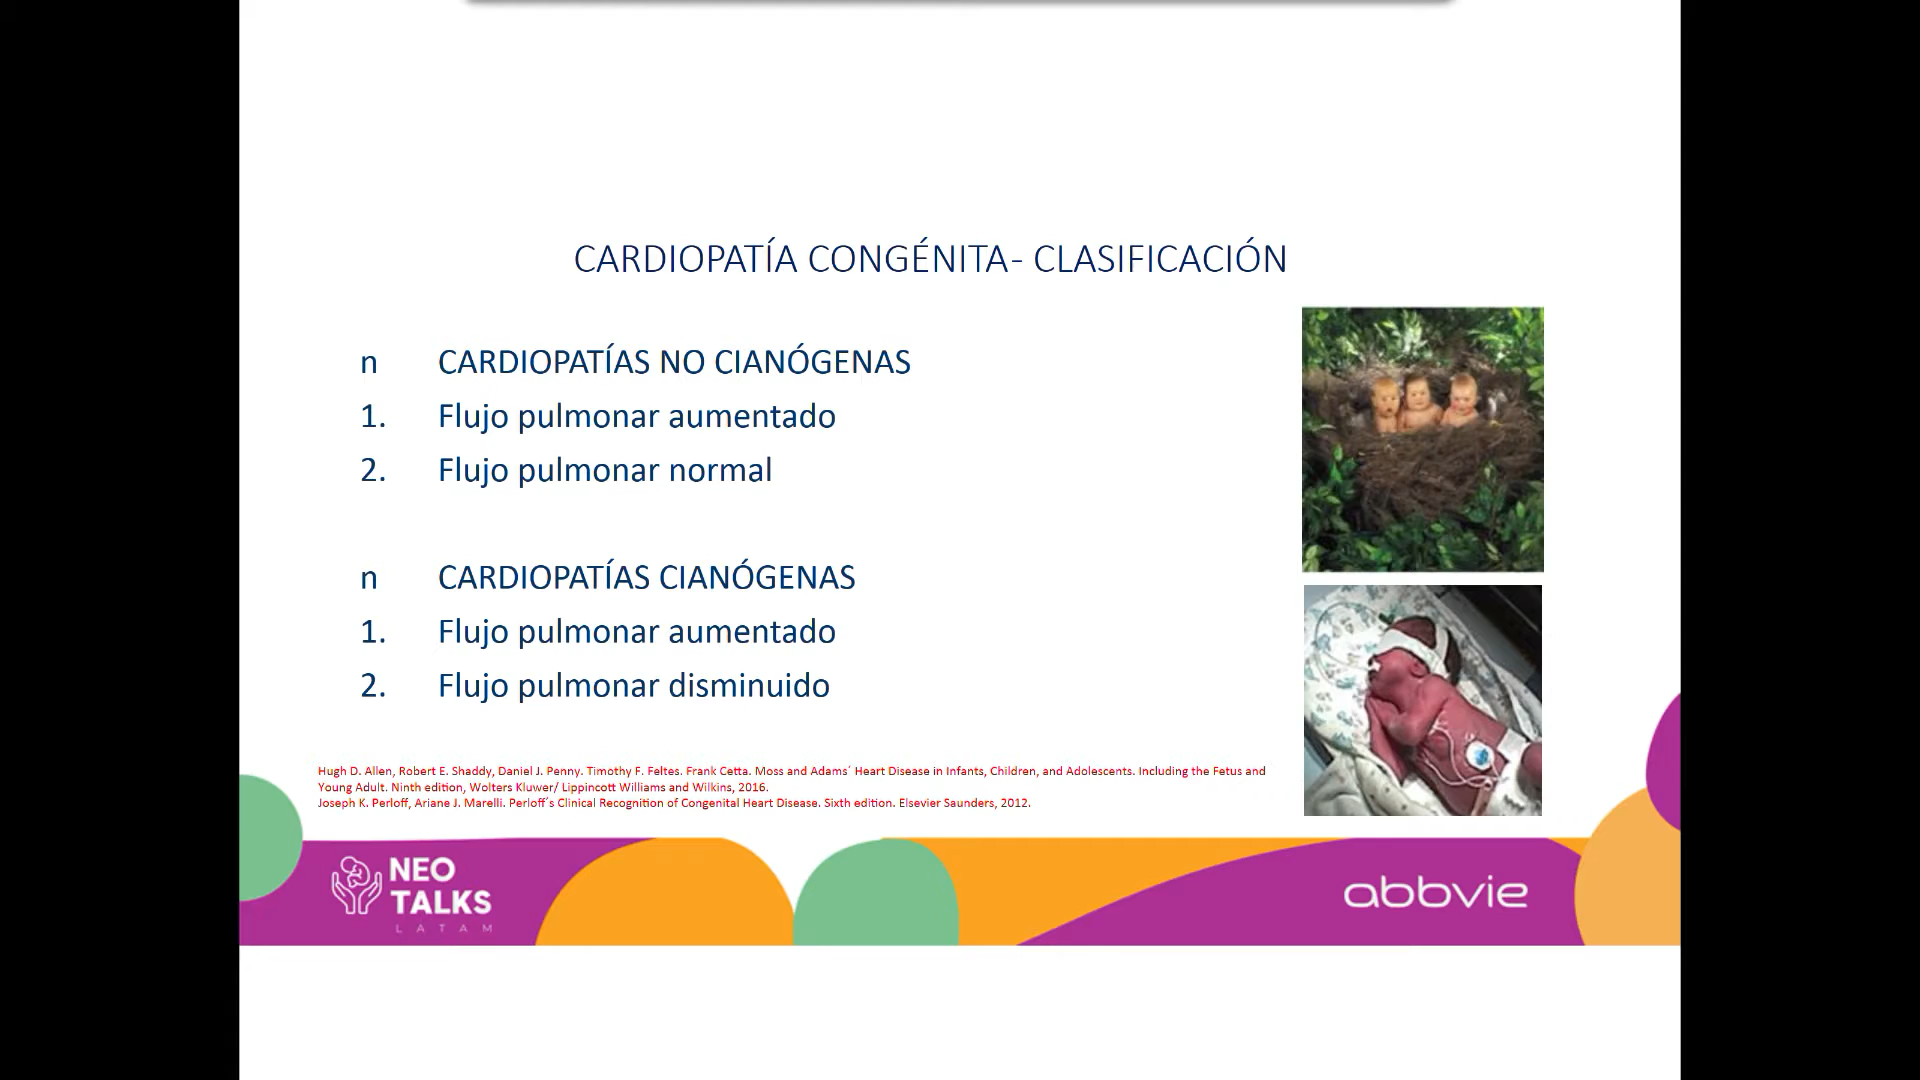 CARDIOPATÍA CONGÉNITA- CLASIFICACIÓN
n CARDIOPATÍAS NO CIANÓGENAS
1. Flujo pulmonar aumentado
2. Flujo pulmonar normal
n CARDIOPATÍAS CIANÓGENAS
1. Flujo pulmonar aumentado
2. Flujo pulmonar disminuido
Hugh D. Allen, Robert E. Shaddy, Daniel J. Penny. Timothy F. Feltes. Frank Cetta. Moss and Adams´ Heart Disease in Infants, Children, and Adolescents. Including the Fetus and
Young Adult. Ninth edition, Wolters Kluwer/ Lippincott Williams and Wilkins, 2016.
Joseph K. Perloff, Ariane J. Marelli. Perloff´s Clinical Recognition of Congenital Heart Disease. Sixth edition. Elsevier Saunders, 2012.
NEO
TALKS
LATAM
abbvie